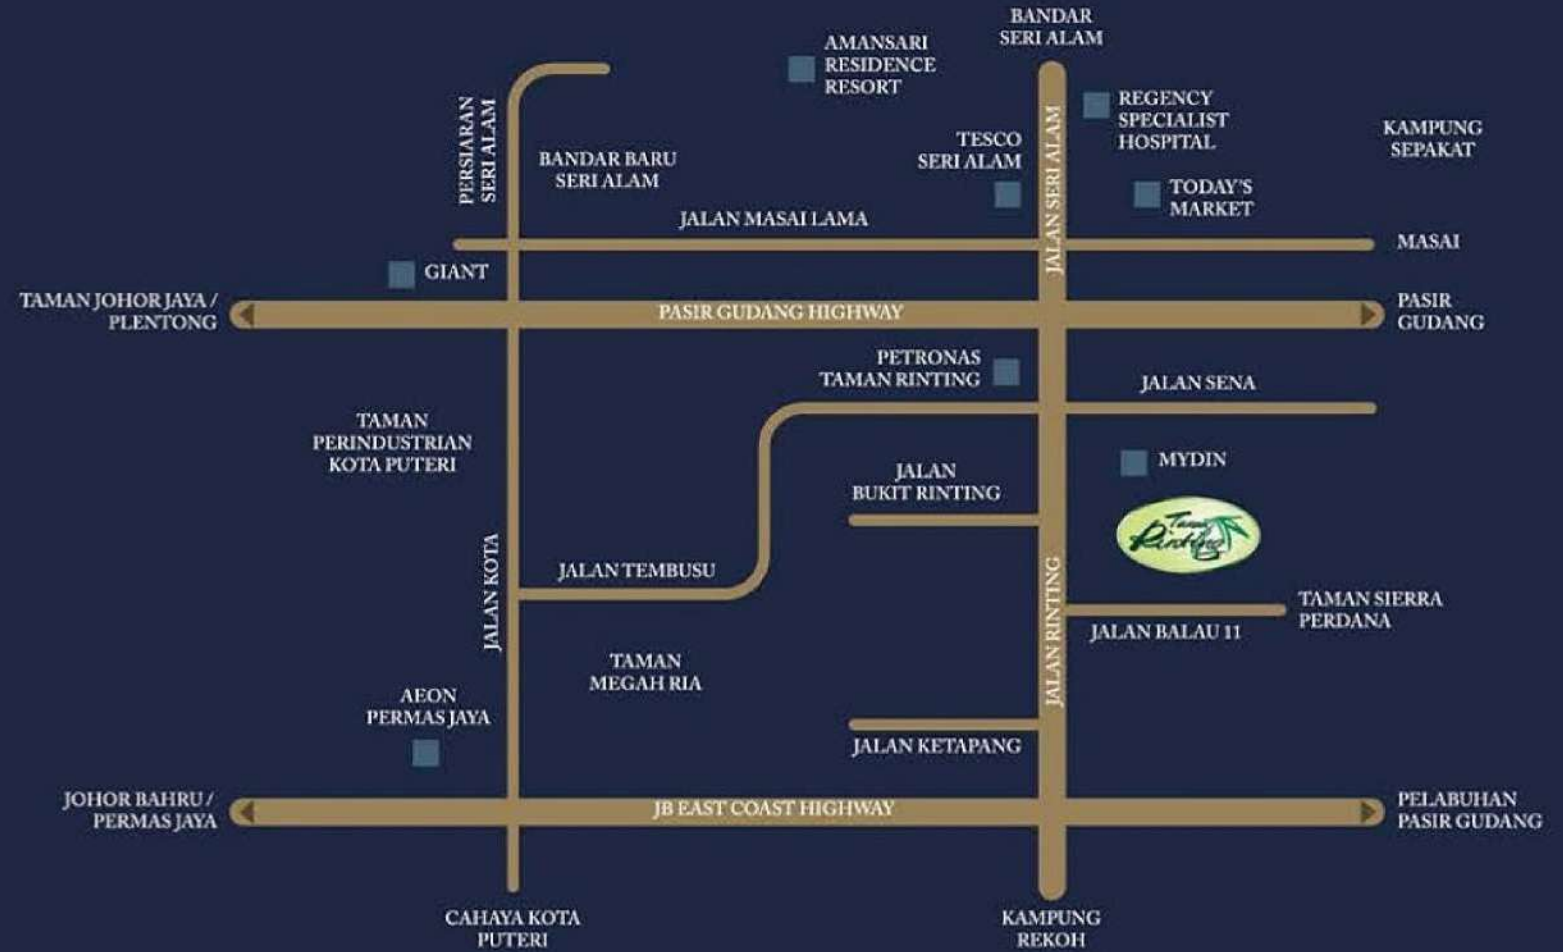 BANDAR
SERI ALAM
AMANSARI
RESIDENCE
RESORT
PERSIARAN
SERI ALAM
BANDAR BARU
SERI ALAM
TESCO
SERI ALAM
JALAN SERI ALAM
REGENCY
SPECIALIST
HOSPITAL
KAMPUNG
SEPAKAT
TODAY'S
MARKET
JALAN MASAI LAMA
MASAI
GIANT
TAMAN JOHOR JAYA /
PLENTONG
PASIR GUDANG HIGHWAY
PASIR
GUDANG
PETRONAS
TAMAN RINTING
JALAN SENA
TAMAN
PERINDUSTRIAN
KOTA PUTERI
JALAN
BUKIT RINTING
MYDIN
Taman
Rinting
JALAN KOTA
JALAN TEMBUSU
JALAN RINTING
TAMAN SIERRA
PERDANA
JALAN BALAU 11
TAMAN
MEGAH RIA
AEON
PERMAS JAYA
JALAN KETAPANG
JOHOR BAHRU /
PERMAS JAYA
JB EAST COAST HIGHWAY
PELABUHAN
PASIR GUDANG
CAHAYA KOTA
PUTERI
KAMPUNG
REKOH